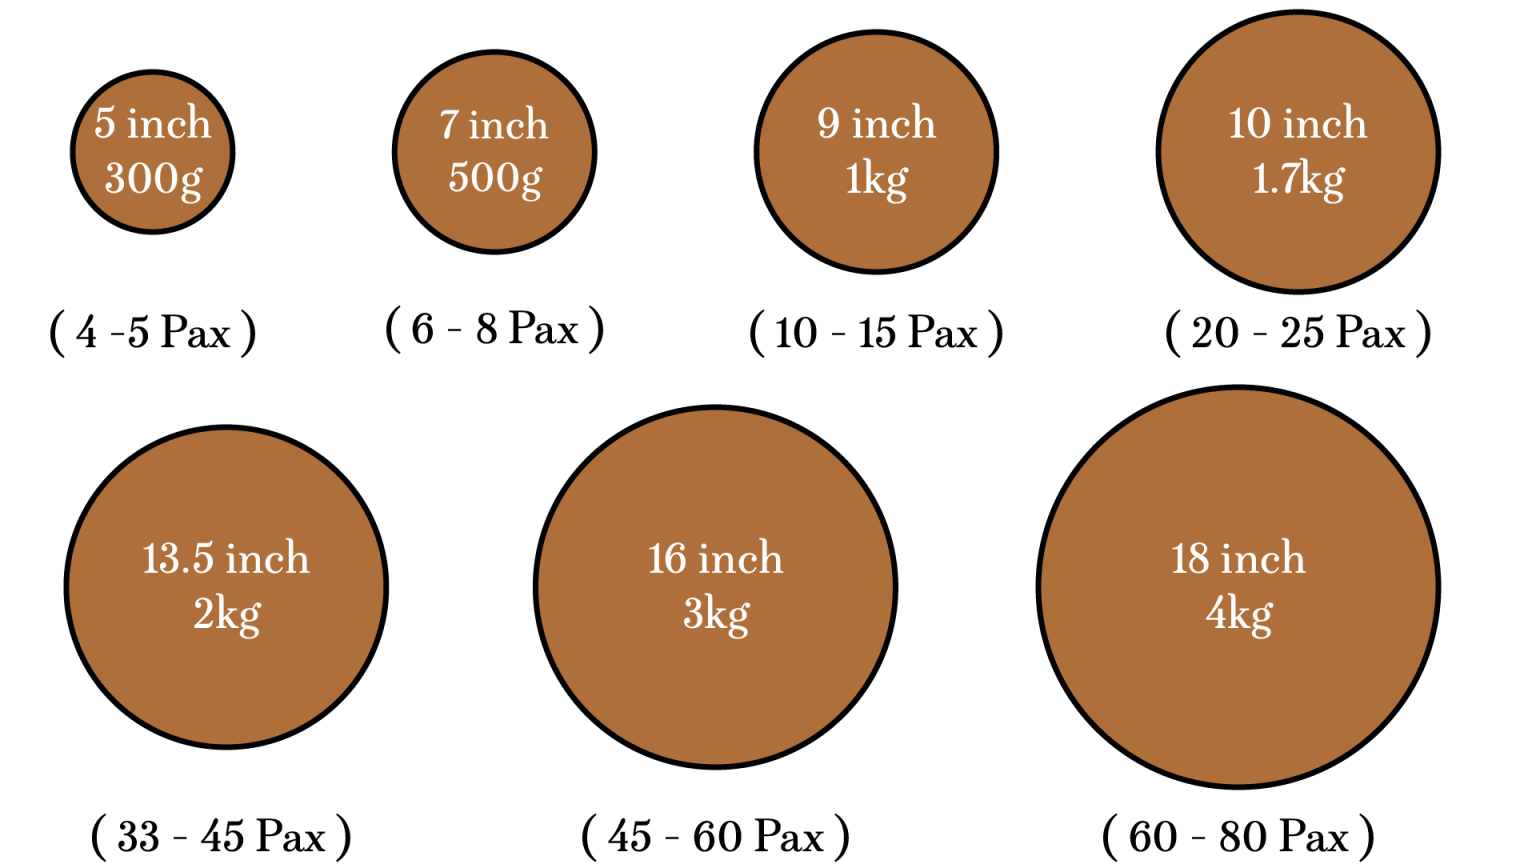 5 inch
300g
7 inch
500g
9 inch
1kg
10 inch
1.7kg
( 4 -5 Pax )
( 6 - 8 Pax )
( 10 - 15 Pax )
( 20 - 25 Pax )
13.5 inch
2kg
16 inch
3kg
18 inch
4kg
( 33 - 45 Pax )
( 45 - 60 Pax )
( 60 - 80 Pax )